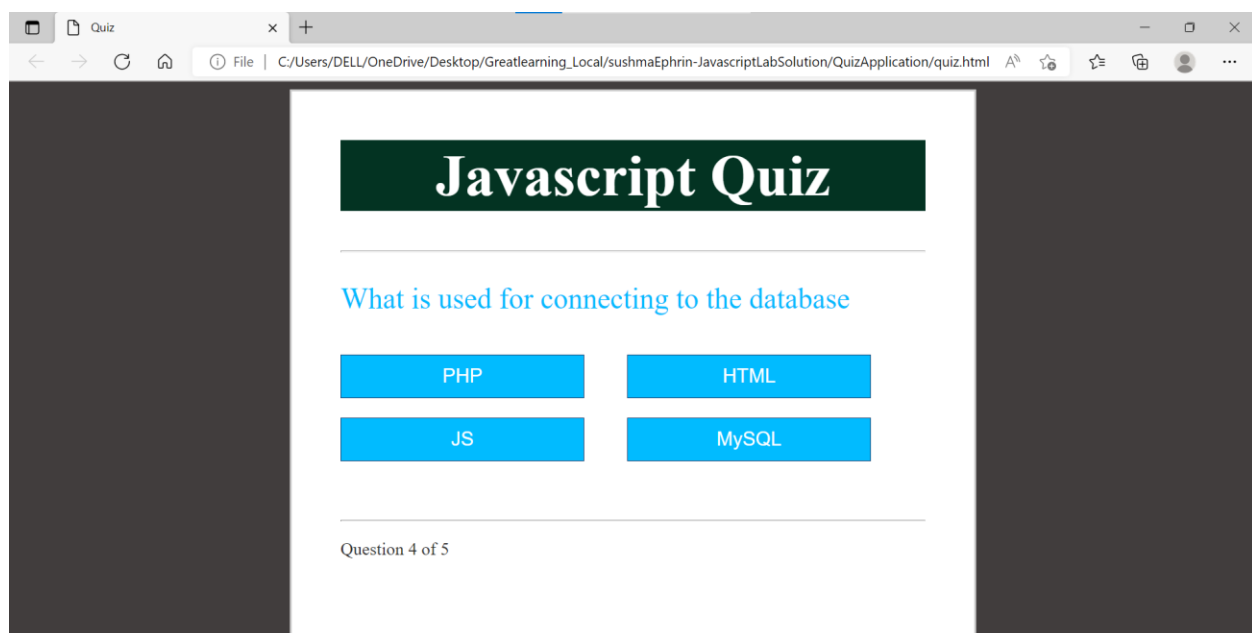 Quiz
File | C:/Users/DELL/OneDrive/Desktop/Greatlearning_Local/sushmaEphrin-JavascriptLabSolution/QuizApplication/quiz.html
Javascript Quiz
What is used for connecting to the database
PHP HTML
JS MySQL
Question 4 of 5